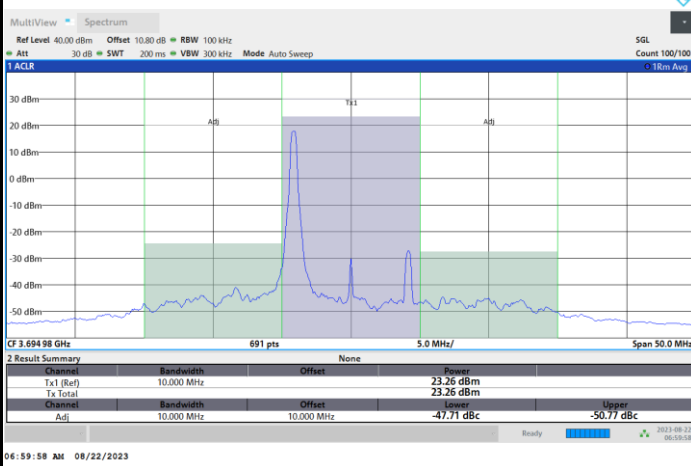 MultiView Spectrum
Ref Level 40.00 dBm Offset 10.80 dB RBW 100 kHz SGL
Att 30 dB SWT 200 ms VBW 300 kHz Mode Auto Sweep Count 100/100
1 ACLR 1Rm Avg
30 dBm
Tx1
20 dBm
Adj Adj
10 dBm
0 dBm
-10 dBm
-20 dBm
-30 dBm
-40 dBm
-50 dBm
CF 3.694 98 GHz 691 pts 5.0 MHz/ Span 50.0 MHz
2 Result Summary None
Channel Bandwidth Offset Power
Tx1 (Ref) 10.000 MHz 23.26 dBm
Tx Total 23.26 dBm
Channel Bandwidth Offset Lower Upper
Adj 10.000 MHz 10.000 MHz -47.71 dBc -50.77 dBc
Ready 2023-08-22
06:59:58
06:59:58 AM 08/22/2023